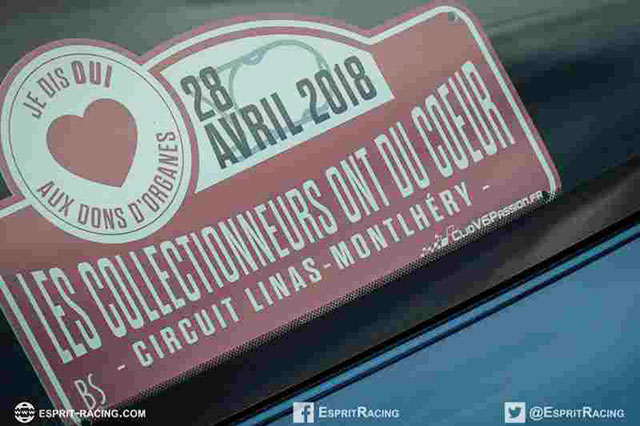 JE DIS OUI
AUX DONS D'ORGANES
28
AVRIL 2018
LES COLLECTIONNEURS ONT DU COEUR
- CIRCUIT LINAS-MONTLHÉRY -
CLIOV6PASSION.FR
BS
ESPRIT-RACING.COM
ESPRITRACING
@ESPRITRACING